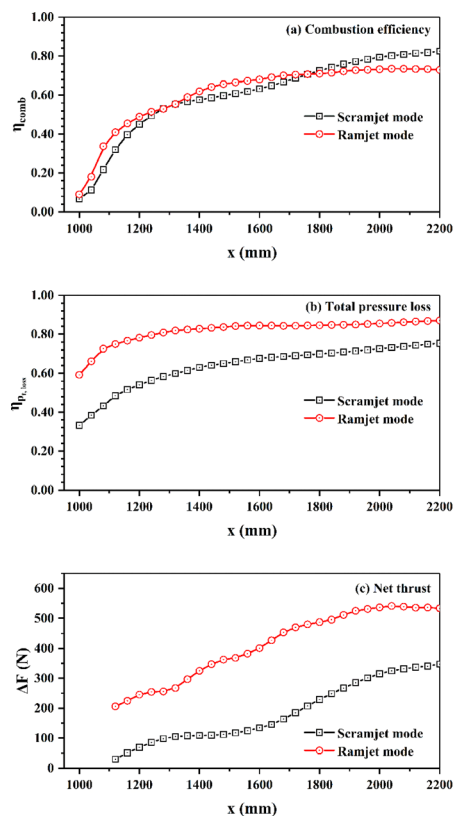 (a) Combustion efficiency
1.00
0.80
0.60
0.40
0.20
0.00
ηcomb
Scramjet mode
Ramjet mode
1000 1200 1400 1600 1800 2000 2200
x (mm)
(b) Total pressure loss
1.00
0.80
0.60
0.40
0.20
0.00
ηPt, loss
Scramjet mode
Ramjet mode
1000 1200 1400 1600 1800 2000 2200
x (mm)
(c) Net thrust
600
500
400
300
200
100
0
ΔF (N)
Scramjet mode
Ramjet mode
1000 1200 1400 1600 1800 2000 2200
x (mm)